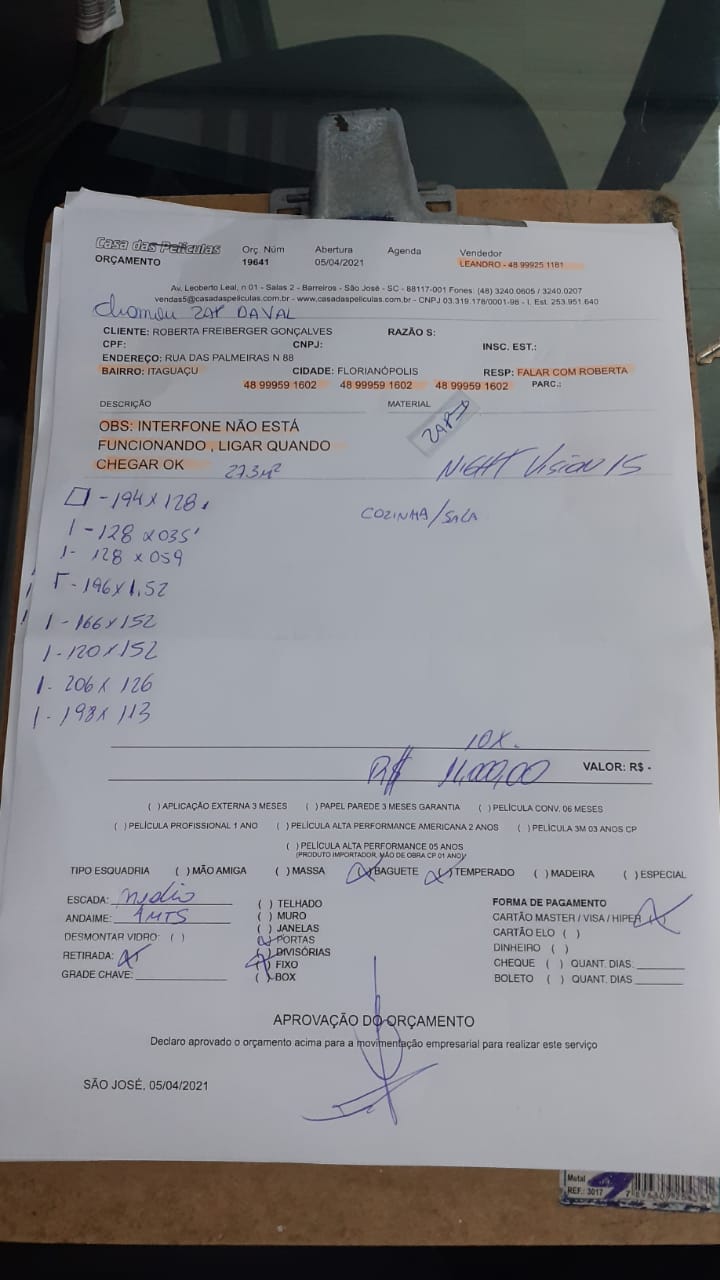 Casa das Películas
ORÇAMENTO
Orç. Núm
19641
Abertura
05/04/2021
Agenda
Vendedor
LEANDRO - 48 99925 1181
Av. Leoberto Leal, n 01 - Salas 2 - Barreiros - São José - SC - 88117-001 Fones: (48) 3240.0605 / 3240.0207
vendas5@casadaspeliculas.com.br - www.casadaspeliculas.com.br - CNPJ 03.319.178/0001-98 - I. Est. 253.951.640
chamou ZAP DAVAL
CLIENTE: ROBERTA FREIBERGER GONÇALVES RAZÃO S:
CPF: CNPJ: INSC. EST.:
ENDEREÇO: RUA DAS PALMEIRAS N 88
BAIRRO: ITAGUAÇU CIDADE: FLORIANÓPOLIS RESP: FALAR COM ROBERTA
48 99959 1602 48 99959 1602 48 99959 1602 PARC.:
DESCRIÇÃO MATERIAL
OBS: INTERFONE NÃO ESTÁ
FUNCIONANDO , LIGAR QUANDO
CHEGAR OK
ZAP
NIGHT VISION 15
COZINHA/SALA
- 194 X 128
1 - 128 X 035
1 - 128 X 059
- 196 X 1,52
1 - 166 X 152
1 - 120 X 152
1 - 206 X 126
1 - 198 X 113
10X.
R$ 11.000,00 VALOR: R$ -
( ) APLICAÇÃO EXTERNA 3 MESES ( ) PAPEL PAREDE 3 MESES GARANTIA ( ) PELÍCULA CONV. 06 MESES
( ) PELÍCULA PROFISSIONAL 1 ANO ( ) PELÍCULA ALTA PERFORMANCE AMERICANA 2 ANOS ( ) PELÍCULA 3M 03 ANOS CP
( ) PELÍCULA ALTA PERFORMANCE 05 ANOS
(PRODUTO IMPORTADOR, MÃO DE OBRA CP 01 ANO)
TIPO ESQUADRIA ( ) MÃO AMIGA ( ) MASSA (X) BAGUETE (X) TEMPERADO ( ) MADEIRA ( ) ESPECIAL
ESCADA: médio
ANDAIME: 4MTS
DESMONTAR VIDRO: ( )
RETIRADA: (X)
GRADE CHAVE:
( ) TELHADO
( ) MURO
( ) JANELAS
(X) PORTAS
( ) DIVISÓRIAS
(X) FIXO
( ) BOX
FORMA DE PAGAMENTO
CARTÃO MASTER / VISA / HIPER (X)
CARTÃO ELO ( )
DINHEIRO ( )
CHEQUE ( ) QUANT. DIAS:
BOLETO ( ) QUANT. DIAS
APROVAÇÃO DO ORÇAMENTO
Declaro aprovado o orçamento acima para a movimentação empresarial para realizar este serviço
SÃO JOSÉ, 05/04/2021
Metal
REF.: 3017